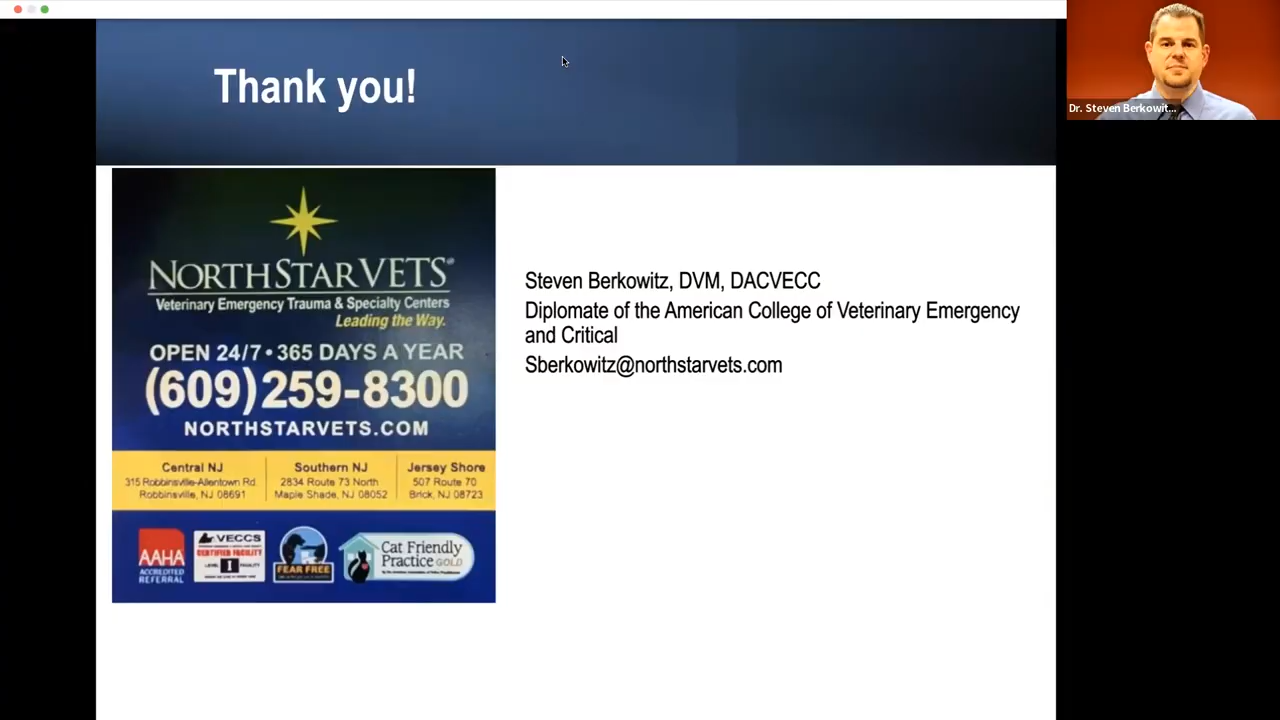 Thank you!
Dr. Steven Berkowit...
NORTHSTAR VETS®
Veterinary Emergency Trauma & Specialty Centers
Leading the Way.
OPEN 24/7 • 365 DAYS A YEAR
(609) 259-8300
NORTHSTARVETS.COM
Central NJ
315 Robbinsville-Allentown Rd.
Robbinsville, NJ 08691
Southern NJ
2834 Route 73 North
Maple Shade, NJ 08052
Jersey Shore
507 Route 70
Brick, NJ 08723
AAHA
ACCREDITED
REFERRAL
VECCS
CERTIFIED FACILITY
LEVEL I FACILITY
FEAR FREE
Cat Friendly
Practice GOLD
Steven Berkowitz, DVM, DACVECC
Diplomate of the American College of Veterinary Emergency
and Critical
Sberkowitz@northstarvets.com